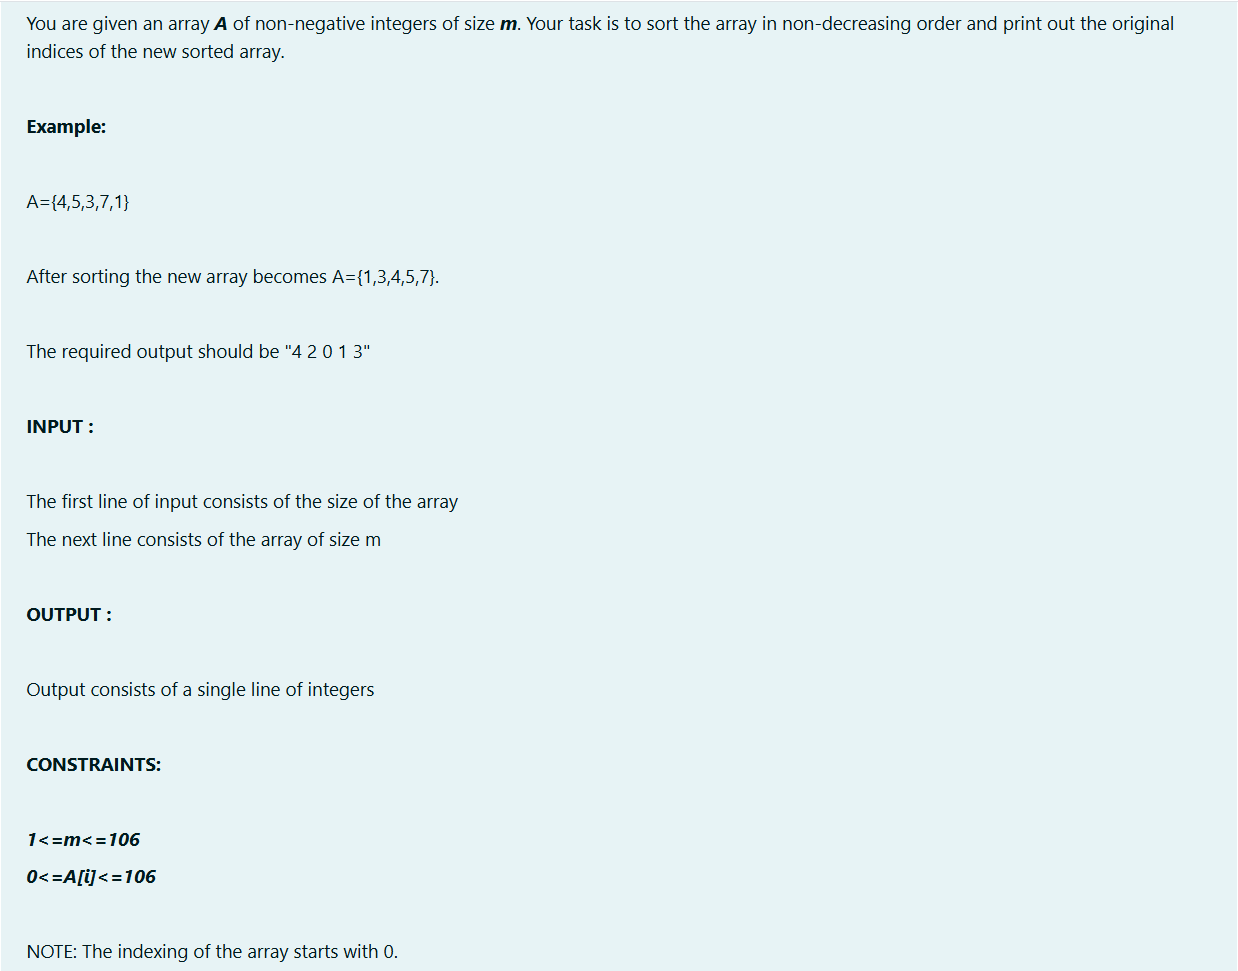 You are given an array A of non-negative integers of size m. Your task is to sort the array in non-decreasing order and print out the original
indices of the new sorted array.
Example:
A={4,5,3,7,1}
After sorting the new array becomes A={1,3,4,5,7}.
The required output should be "4 2 0 1 3"
INPUT :
The first line of input consists of the size of the array
The next line consists of the array of size m
OUTPUT :
Output consists of a single line of integers
CONSTRAINTS:
1<=m<=106
0<=A[i]<=106
NOTE: The indexing of the array starts with 0.